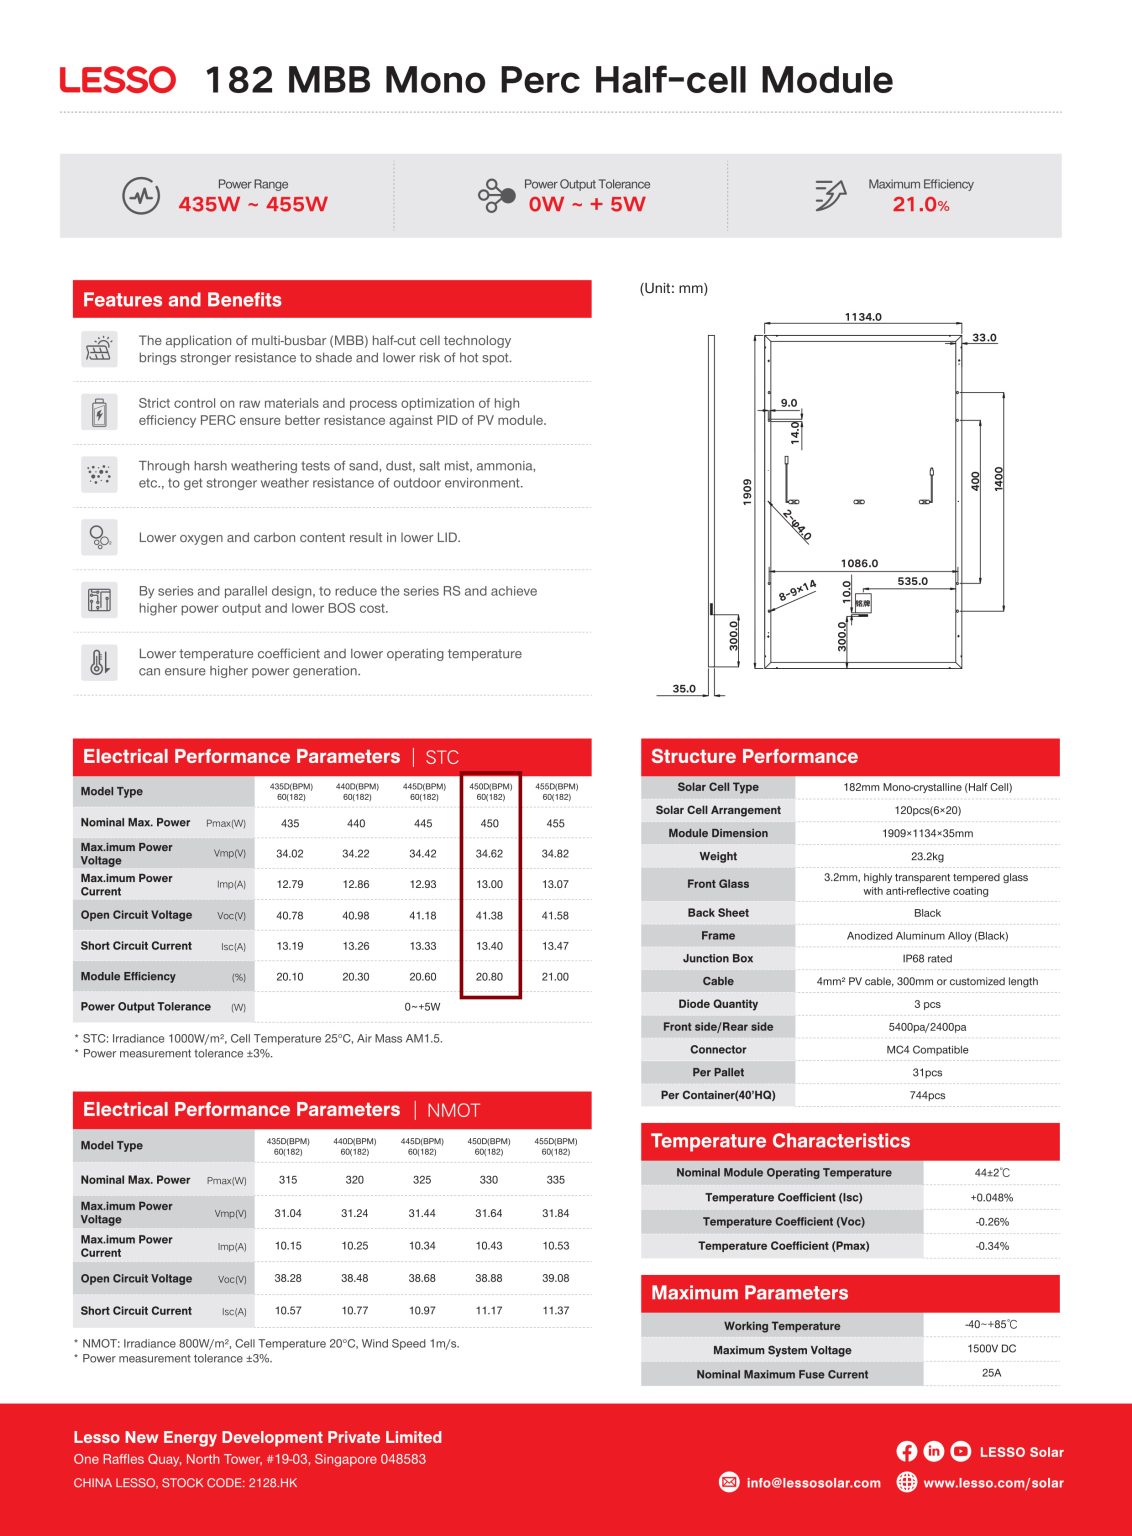 LESSO 182 MBB Mono Perc Half-cell Module
Power Range
435W ~ 455W
Power Output Tolerance
0W ~ + 5W
Maximum Efficiency
21.0%
Features and Benefits
The application of multi-busbar (MBB) half-cut cell technology
brings stronger resistance to shade and lower risk of hot spot.
Strict control on raw materials and process optimization of high
efficiency PERC ensure better resistance against PID of PV module.
Through harsh weathering tests of sand, dust, salt mist, ammonia,
etc., to get stronger weather resistance of outdoor environment.
Lower oxygen and carbon content result in lower LID.
By series and parallel design, to reduce the series RS and achieve
higher power output and lower BOS cost.
Lower temperature coefficient and lower operating temperature
can ensure higher power generation.
(Unit: mm)
1134.0
33.0
9.0
14.0
1909
400
1400
2-φ4.0
1086.0
535.0
8-9×14
10.0
铭牌
300.0
300.0
35.0
Electrical Performance Parameters | STC
Model Type 435D(BPM) 60(182) 440D(BPM) 60(182) 445D(BPM) 60(182) 450D(BPM) 60(182) 455D(BPM) 60(182)
Nominal Max. Power Pmax(W) 435 440 445 450 455
Max.imum Power Voltage Vmp(V) 34.02 34.22 34.42 34.62 34.82
Max.imum Power Current Imp(A) 12.79 12.86 12.93 13.00 13.07
Open Circuit Voltage Voc(V) 40.78 40.98 41.18 41.38 41.58
Short Circuit Current Isc(A) 13.19 13.26 13.33 13.40 13.47
Module Efficiency (%) 20.10 20.30 20.60 20.80 21.00
Power Output Tolerance (W) 0~+5W
* STC: Irradiance 1000W/m², Cell Temperature 25°C, Air Mass AM1.5.
* Power measurement tolerance ±3%.
Electrical Performance Parameters | NMOT
Model Type 435D(BPM) 60(182) 440D(BPM) 60(182) 445D(BPM) 60(182) 450D(BPM) 60(182) 455D(BPM) 60(182)
Nominal Max. Power Pmax(W) 315 320 325 330 335
Max.imum Power Voltage Vmp(V) 31.04 31.24 31.44 31.64 31.84
Max.imum Power Current Imp(A) 10.15 10.25 10.34 10.43 10.53
Open Circuit Voltage Voc(V) 38.28 38.48 38.68 38.88 39.08
Short Circuit Current Isc(A) 10.57 10.77 10.97 11.17 11.37
* NMOT: Irradiance 800W/m², Cell Temperature 20°C, Wind Speed 1m/s.
* Power measurement tolerance ±3%.
Structure Performance
Solar Cell Type 182mm Mono-crystalline (Half Cell)
Solar Cell Arrangement 120pcs(6×20)
Module Dimension 1909×1134×35mm
Weight 23.2kg
Front Glass 3.2mm, highly transparent tempered glass
with anti-reflective coating
Back Sheet Black
Frame Anodized Aluminum Alloy (Black)
Junction Box IP68 rated
Cable 4mm² PV cable, 300mm or customized length
Diode Quantity 3 pcs
Front side/Rear side 5400pa/2400pa
Connector MC4 Compatible
Per Pallet 31pcs
Per Container(40'HQ) 744pcs
Temperature Characteristics
Nominal Module Operating Temperature 44±2℃
Temperature Coefficient (Isc) +0.048%
Temperature Coefficient (Voc) -0.26%
Temperature Coefficient (Pmax) -0.34%
Maximum Parameters
Working Temperature -40~+85℃
Maximum System Voltage 1500V DC
Nominal Maximum Fuse Current 25A
Lesso New Energy Development Private Limited
One Raffles Quay, North Tower, #19-03, Singapore 048583
CHINA LESSO, STOCK CODE: 2128.HK
LESSO Solar
info@lessosolar.com
www.lesso.com/solar